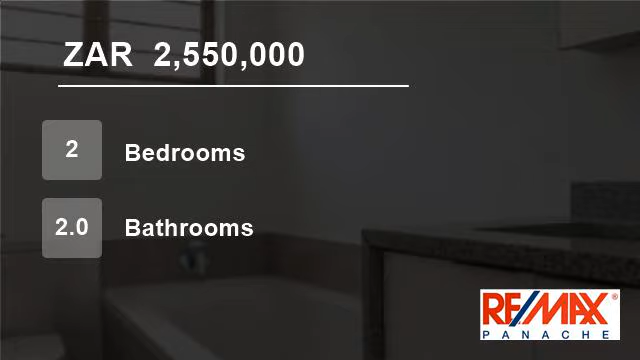 ZAR 2,550,000
2
Bedrooms
2.0
Bathrooms
RE/MAX®
PANACHE